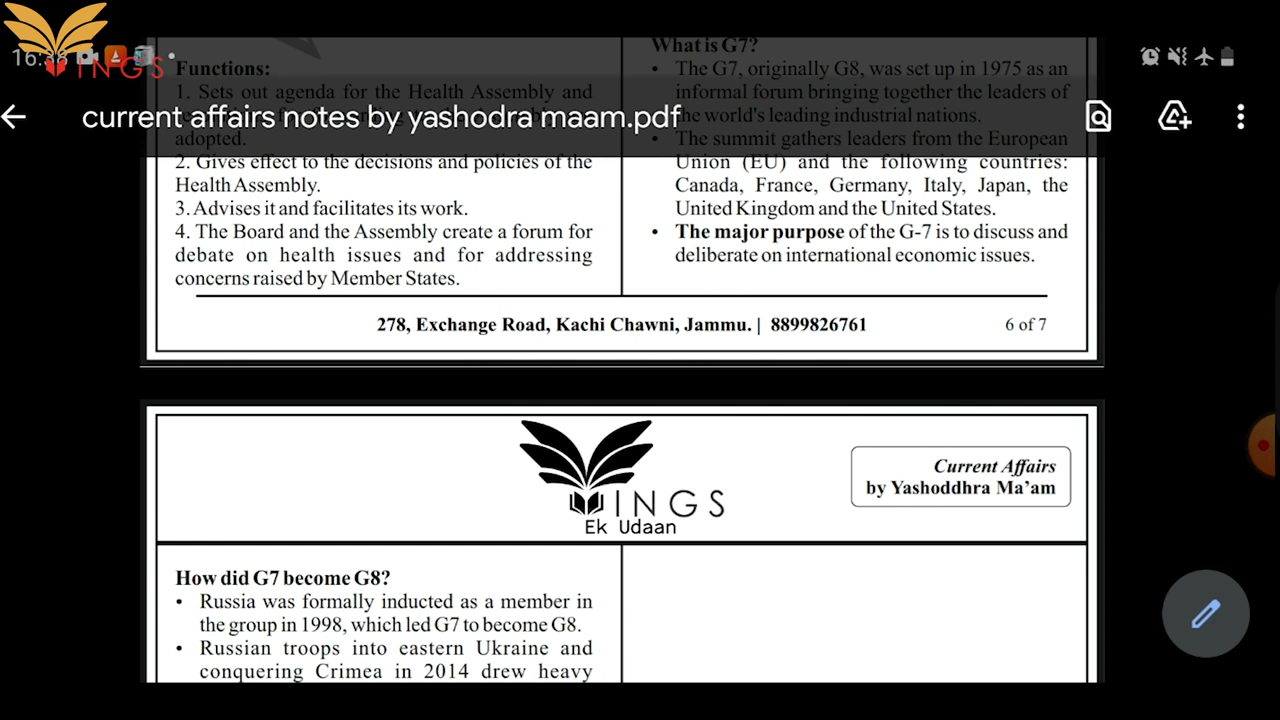 16:38
INGS
current affairs notes by yashodra maam.pdf
Functions:
1. Sets out agenda for the Health Assembly and
adopted.
2. Gives effect to the decisions and policies of the
Health Assembly.
3. Advises it and facilitates its work.
4. The Board and the Assembly create a forum for
debate on health issues and for addressing
concerns raised by Member States.
What is G7?
• The G7, originally G8, was set up in 1975 as an
informal forum bringing together the leaders of
the world's leading industrial nations.
• The summit gathers leaders from the European
Union (EU) and the following countries:
Canada, France, Germany, Italy, Japan, the
United Kingdom and the United States.
• The major purpose of the G-7 is to discuss and
deliberate on international economic issues.
278, Exchange Road, Kachi Chawni, Jammu. | 8899826761
6 of 7
INGS
Ek Udaan
Current Affairs
by Yashoddhra Ma'am
How did G7 become G8?
• Russia was formally inducted as a member in
the group in 1998, which led G7 to become G8.
• Russian troops into eastern Ukraine and
conquering Crimea in 2014 drew heavy